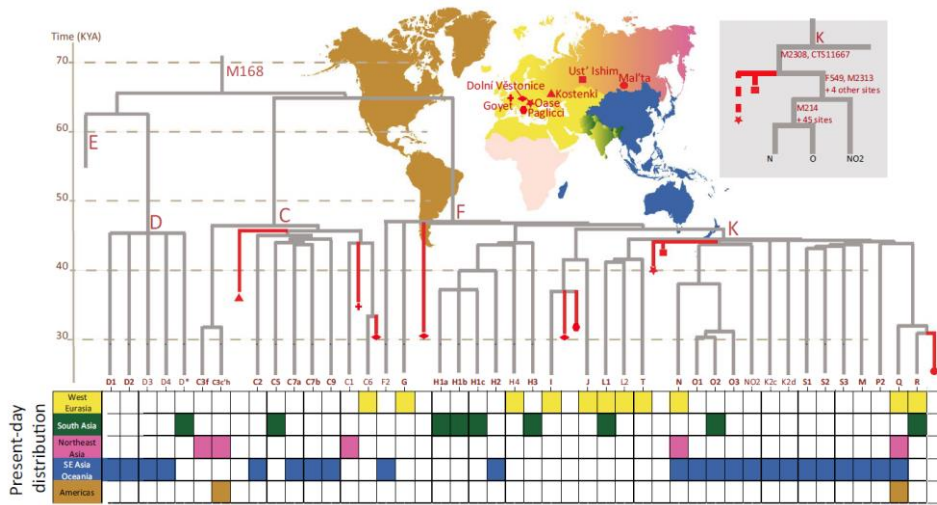 Time (KYA)
70
60
50
40
30
M168
E
D
C
F
K
Dolní Věstonice
Goyet
Ust' Ishim
Mal'ta
Kostenki
Oase
Paglicci
K
M2308, CTS11667
F549, M2313
+ 4 other sites
M214
+ 45 sites
N O NO2
D1 D2 D3 D4 D* C3f C3c'h C2 C5 C7a C7b C9 C1 C6 F2 G H1a H1b H1c H2 H4 H3 I J L1 L2 T N O1 O2 O3 NO2 K2c K2d S1 S2 S3 M P2 Q R
Present-day
distribution
West
Eurasia
South Asia
Northeast
Asia
SE Asia
Oceania
Americas